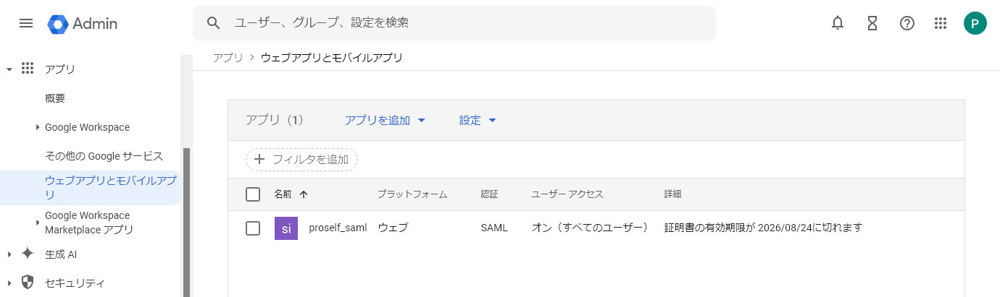 Admin
ユーザー、グループ、設定を検索
P
アプリ
概要
Google Workspace
その他の Google サービス
ウェブアプリとモバイルアプ
リ
Google Workspace
Marketplace アプリ
生成 AI
セキュリティ
アプリ > ウェブアプリとモバイルアプリ
アプリ（1） アプリを追加 設定
フィルタを追加
名前 プラットフォーム 認証 ユーザー アクセス 詳細
si proself_saml ウェブ SAML オン（すべてのユーザー） 証明書の有効期限が 2026/08/24に切れます